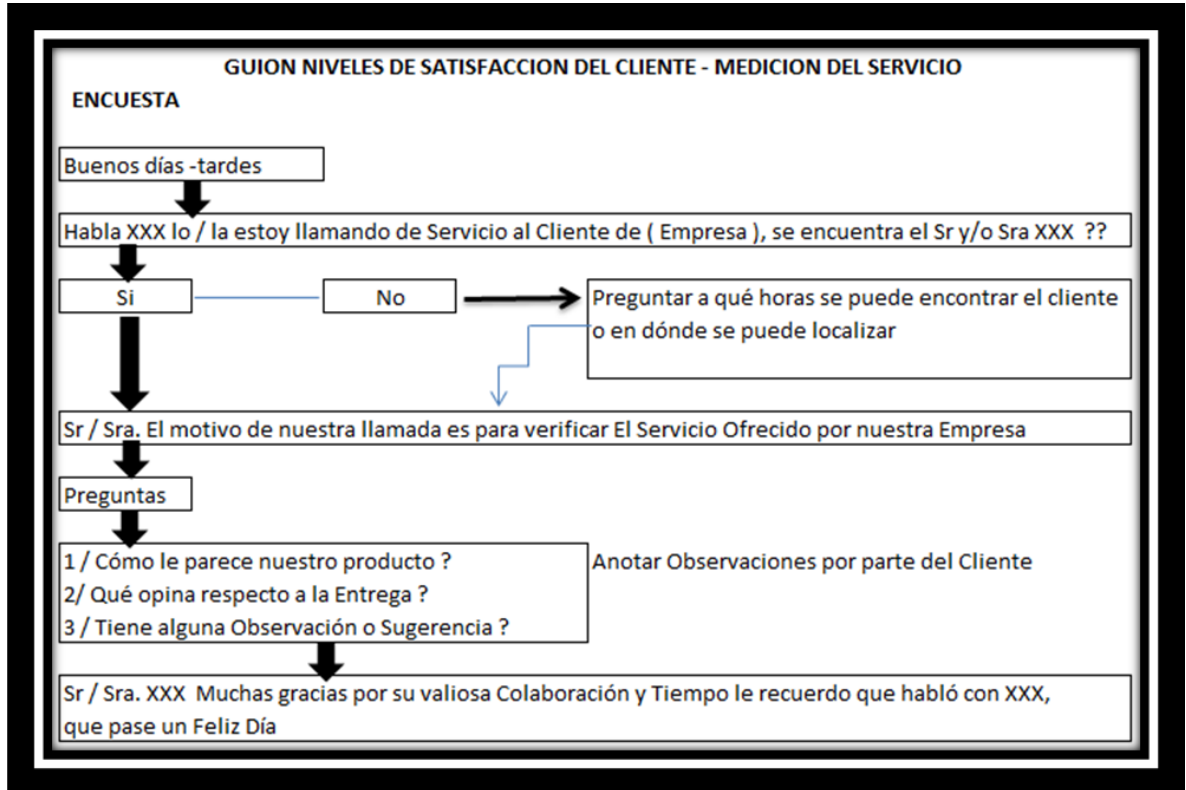 GUION NIVELES DE SATISFACCION DEL CLIENTE - MEDICION DEL SERVICIO
ENCUESTA
Buenos días -tardes
Habla XXX lo / la estoy llamando de Servicio al Cliente de ( Empresa ), se encuentra el Sr y/o Sra XXX ??
Si
No
Preguntar a qué horas se puede encontrar el cliente
o en dónde se puede localizar
Sr / Sra. El motivo de nuestra llamada es para verificar El Servicio Ofrecido por nuestra Empresa
Preguntas
1 / Cómo le parece nuestro producto ?
2/ Qué opina respecto a la Entrega ?
3 / Tiene alguna Observación o Sugerencia ?
Anotar Observaciones por parte del Cliente
Sr / Sra. XXX Muchas gracias por su valiosa Colaboración y Tiempo le recuerdo que habló con XXX,
que pase un Feliz Día